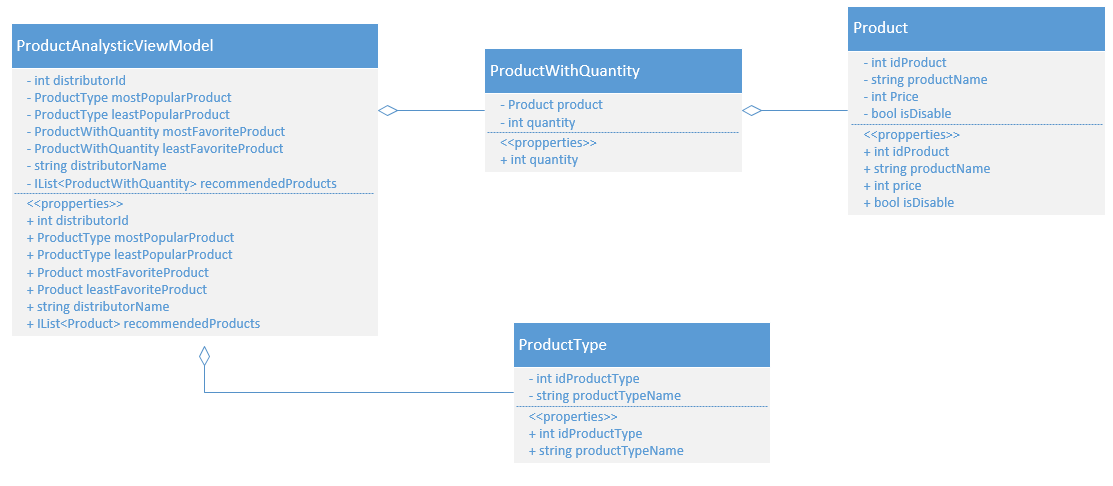 ProductAnalysticViewModel
- int distributorId
- ProductType mostPopularProduct
- ProductType leastPopularProduct
- ProductWithQuantity mostFavoriteProduct
- ProductWithQuantity leastFavoriteProduct
- string distributorName
- IList<ProductWithQuantity> recommendedProducts
<<propperties>>
+ int distributorId
+ ProductType mostPopularProduct
+ ProductType leastPopularProduct
+ Product mostFavoriteProduct
+ Product leastFavoriteProduct
+ string distributorName
+ IList<Product> recommendedProducts
ProductWithQuantity
- Product product
- int quantity
<<propperties>>
+ int quantity
Product
- int idProduct
- string productName
- int Price
- bool isDisable
<<propperties>>
+ int idProduct
+ string productName
+ int price
+ bool isDisable
ProductType
- int idProductType
- string productTypeName
<<properties>>
+ int idProductType
+ string productTypeName